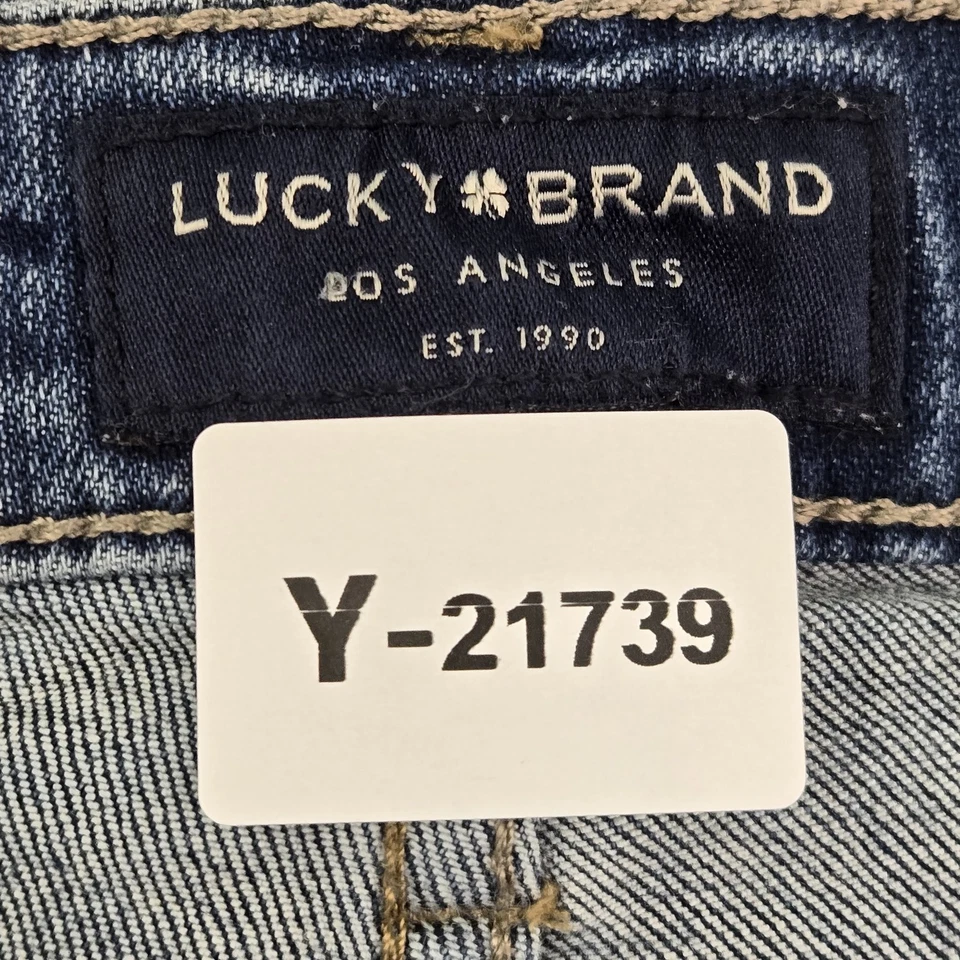 LUCKY BRAND
LOS ANGELES
EST. 1990
Y-21739